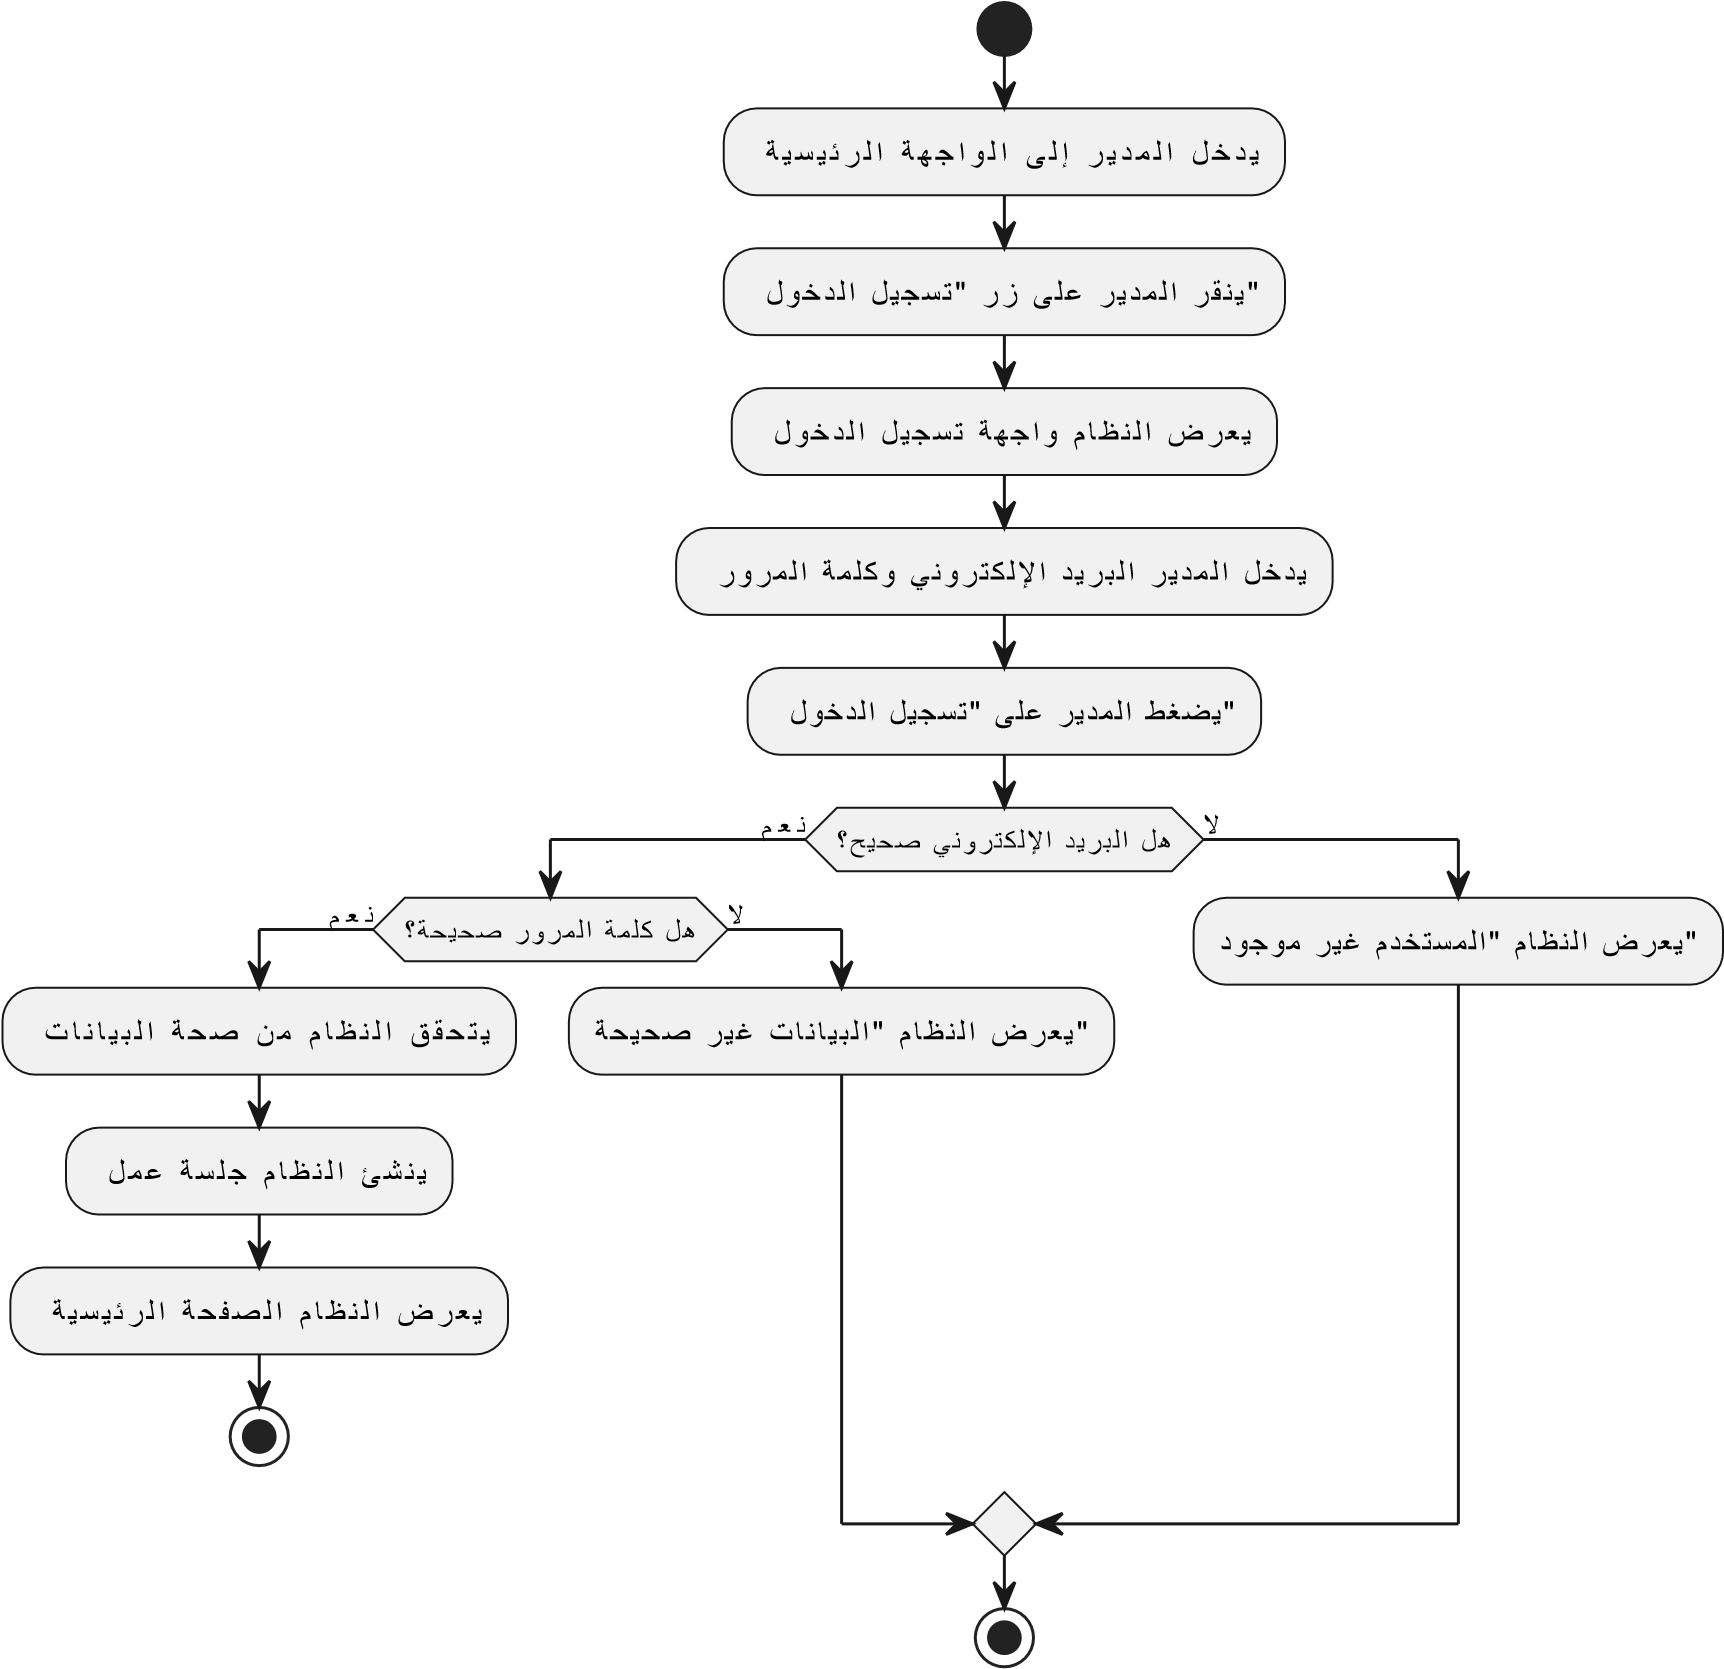 يدخل المدير إلى الواجهة الرئيسية
ينقر المدير على زر "تسجيل الدخول"
يعرض النظام واجهة تسجيل الدخول
يدخل المدير البريد الإلكتروني وكلمة المرور
يضغط المدير على "تسجيل الدخول"
هل البريد الإلكتروني صحيح؟
نعم
لا
هل كلمة المرور صحيحة؟
نعم
لا
يعرض النظام "المستخدم غير موجود"
يتحقق النظام من صحة البيانات
يعرض النظام "البيانات غير صحيحة"
ينشئ النظام جلسة عمل
يعرض النظام الصفحة الرئيسية